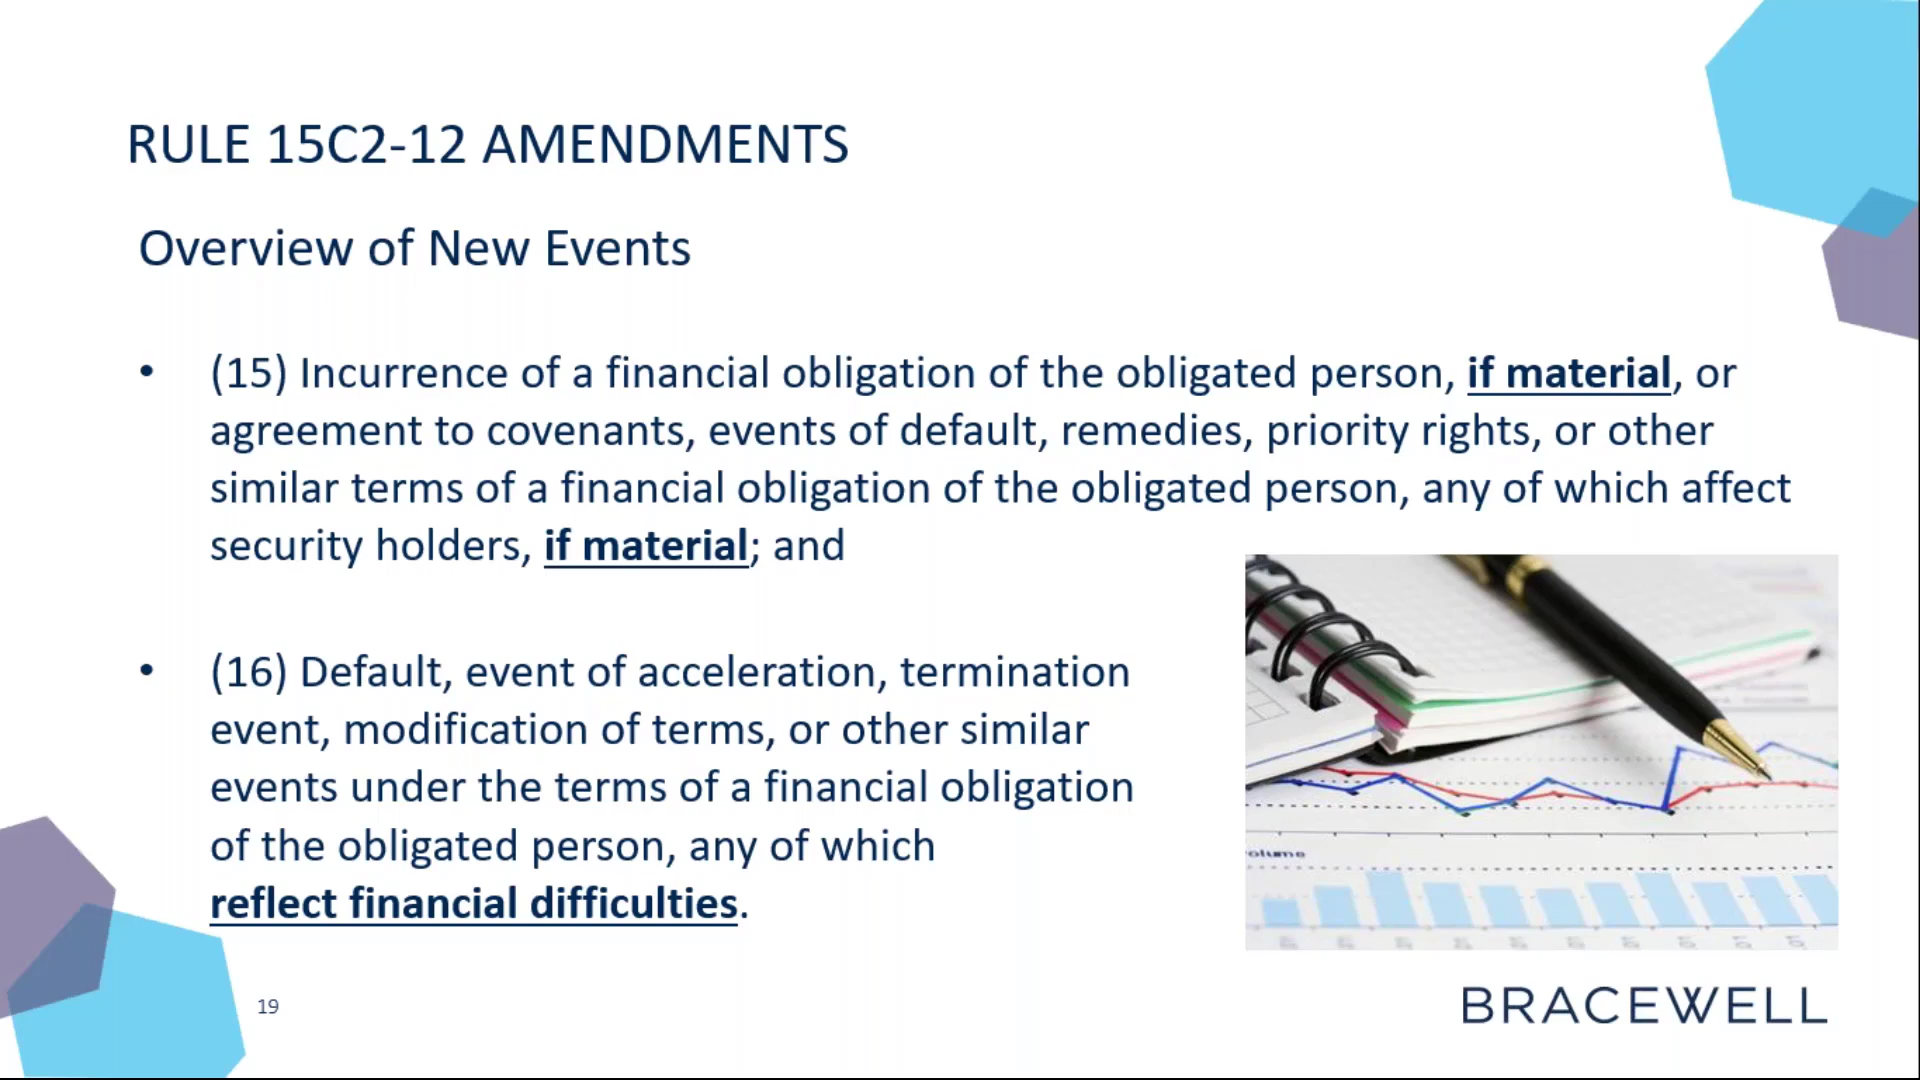 RULE 15C2-12 AMENDMENTS
Overview of New Events
• (15) Incurrence of a financial obligation of the obligated person, if material, or
agreement to covenants, events of default, remedies, priority rights, or other
similar terms of a financial obligation of the obligated person, any of which affect
security holders, if material; and
• (16) Default, event of acceleration, termination
event, modification of terms, or other similar
events under the terms of a financial obligation
of the obligated person, any of which
reflect financial difficulties.
olume
19
BRACEWELL